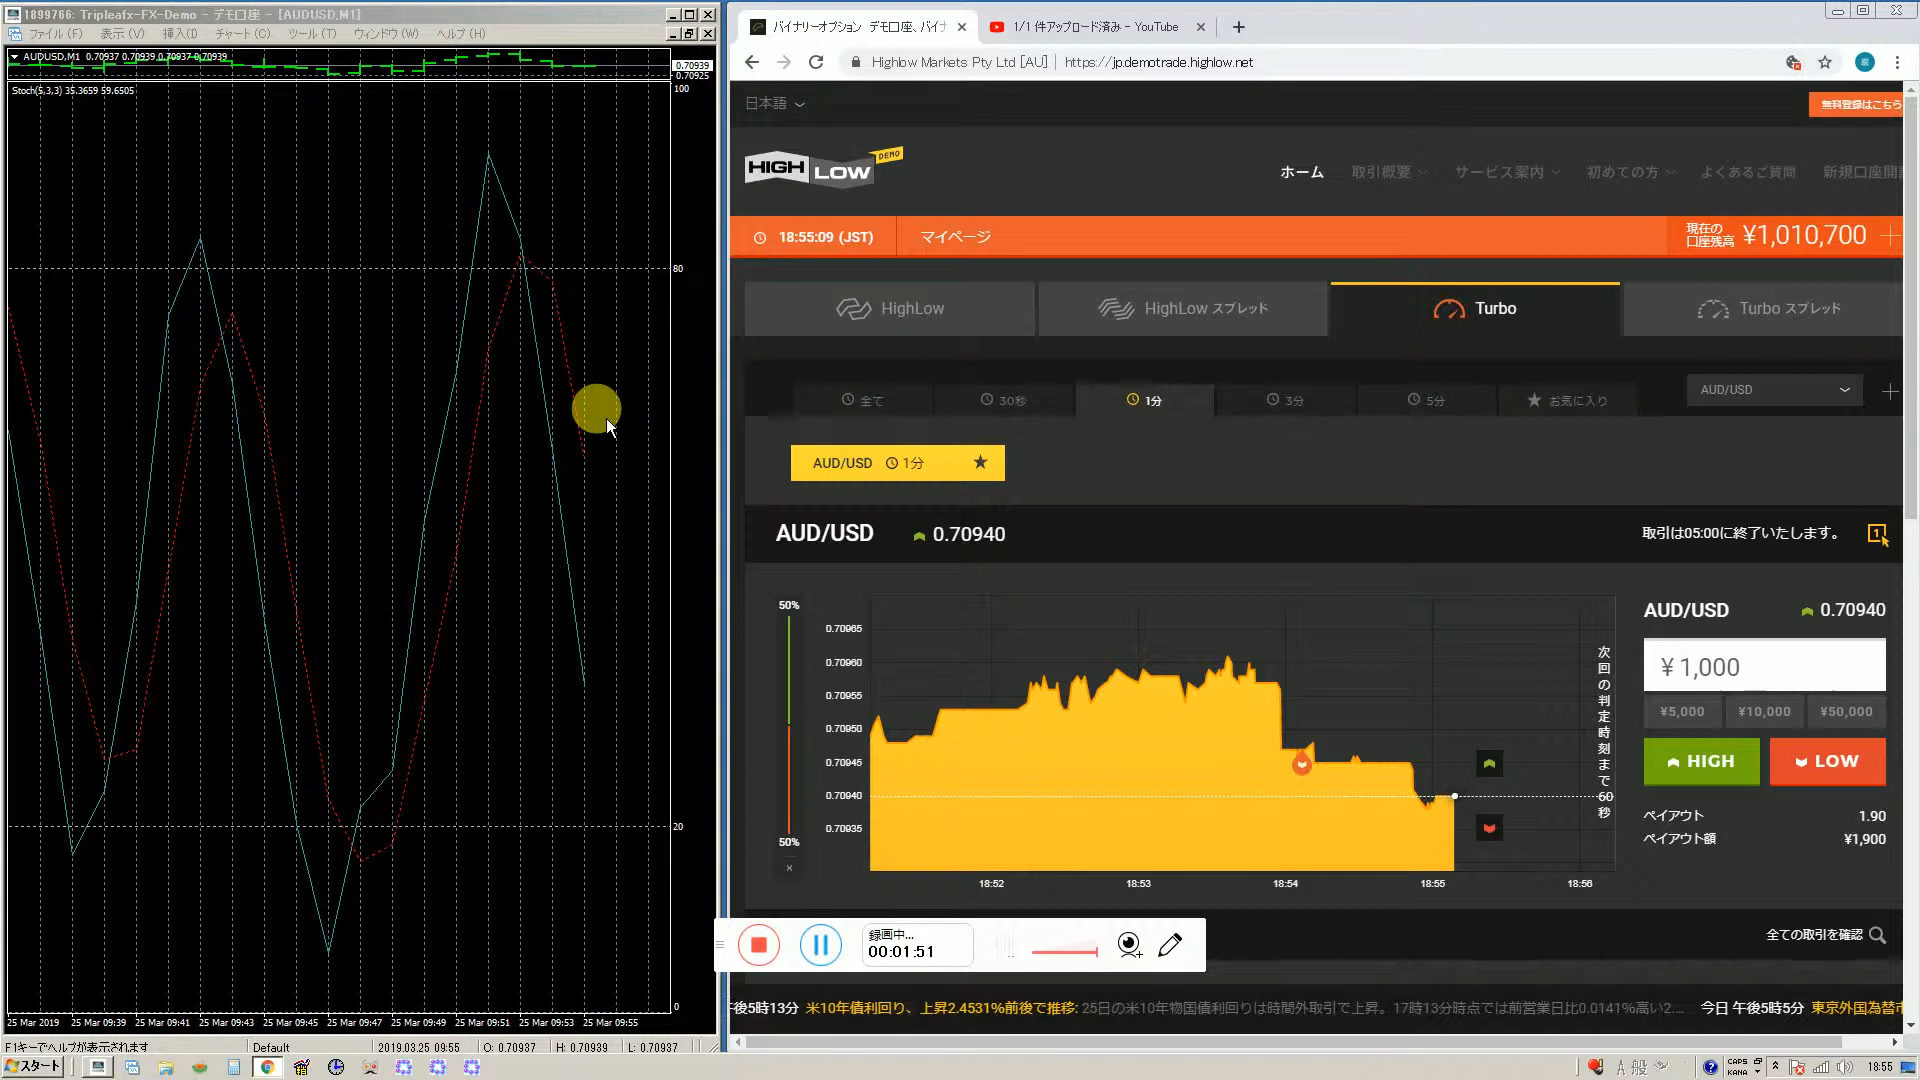 1899766: Tripleafx-FX-Demo - デモ口座 - [AUDUSD,M1]
ファイル (F) 表示 (V) 挿入(I) チャート (C) ツール (T) ウィンドウ (W) ヘルプ (H)
AUDUSD,M1 0.70937 0.70939 0.70937 0.70939
0.70939
0.70925
Stoch(5,3,3) 35.3659 59.6505
100
80
20
0
25 Mar 2019 25 Mar 09:39 25 Mar 09:41 25 Mar 09:43 25 Mar 09:45 25 Mar 09:47 25 Mar 09:49 25 Mar 09:51 25 Mar 09:53 25 Mar 09:55
F1キーでヘルプが表示されます Default 2019.03.25 09:55 O: 0.70937 H: 0.70939 L: 0.70937
バイナリーオプション デモ口座、バイナ
1/1 件アップロード済み - YouTube
Highlow Markets Pty Ltd [AU] https://jp.demotrade.highlow.net
日本語
無料登録はこちら
HIGH LOW DEMO
ホーム 取引概要 サービス案内 初めての方 よくあるご質問 新規口座開
18:55:09 (JST) マイページ 現在の口座残高 ¥1,010,700
HighLow HighLow スプレッド Turbo Turbo スプレッド
全て 30秒 1分 3分 5分 お気に入り AUD/USD
AUD/USD 1分
AUD/USD 0.70940 取引は05:00に終了いたします。 1
50%
50%
×
0.70965
0.70960
0.70955
0.70950
0.70945
0.70940
0.70935
18:52 18:53 18:54 18:55 18:56
次回の判定時刻まで60秒
AUD/USD 0.70940
¥ 1,000
¥5,000 ¥10,000 ¥50,000
HIGH LOW
ペイアウト 1.90
ペイアウト額 ¥1,900
録画中...
00:01:51
全ての取引を確認
午後5時13分 米10年債利回り、上昇2.4531%前後で推移: 25日の米10年物国債利回りは時間外取引で上昇。17時13分時点では前営業日比0.0141%高い2.... 今日 午後5時5分 東京外国為替市
スタート
A 般 CAPS KANA 18:55